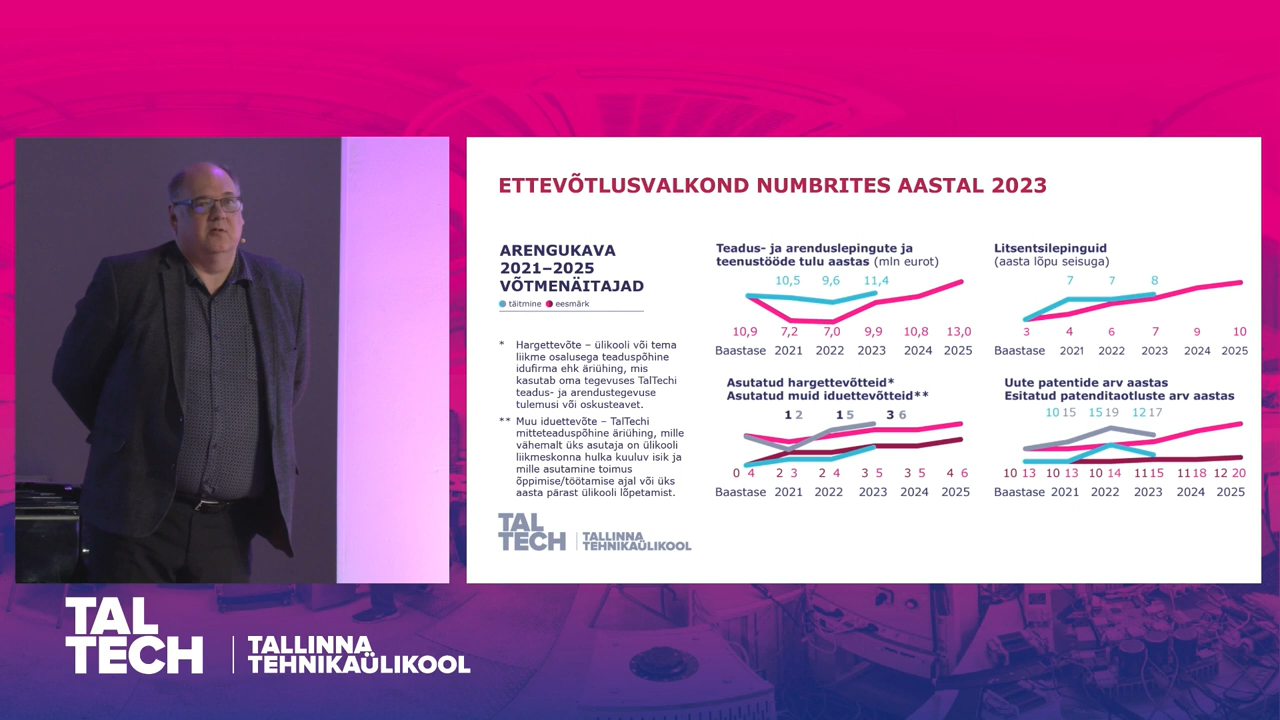 ETTEVÕTLUSVALKOND NUMBRITES AASTAL 2023
ARENGUKAVA
2021–2025
VÕTMENÄITAJAD
täitmine eesmärk
* Hargettevõte – ülikooli või tema
liikme osalusega teaduspõhine
idufirma ehk äriühing, mis
kasutab oma tegevuses TalTechi
teadus- ja arendustegevuse
tulemusi või oskusteavet.
** Muu iduettevõte – TalTechi
mitteteaduspõhine äriühing, mille
vähemalt üks asutaja on ülikooli
liikmeskonna hulka kuuluv isik ja
mille asutamine toimus
õppimise/töötamise ajal või üks
aasta pärast ülikooli lõpetamist.
TAL
TECH
TALLINNA
TEHNIKAÜLIKOOL
Teadus- ja arenduslepingute ja
teenustööde tulu aastas (mln eurot)
10,5 9,6 11,4
10,9 7,2 7,0 9,9 10,8 13,0
Baastase 2021 2022 2023 2024 2025
Litsentsilepinguid
(aasta lõpu seisuga)
7 7 8
3 4 6 7 9 10
Baastase 2021 2022 2023 2024 2025
Asutatud hargettevõtteid*
Asutatud muid iduettevõtteid**
1 2 1 5 3 6
0 4 2 3 2 4 3 5 3 5 4 6
Baastase 2021 2022 2023 2024 2025
Uute patentide arv aastas
Esitatud patenditaotluste arv aastas
10 15 15 19 12 17
10 13 10 13 10 14 11 15 11 18 12 20
Baastase 2021 2022 2023 2024 2025
TAL
TECH
TALLINNA
TEHNIKAÜLIKOOL